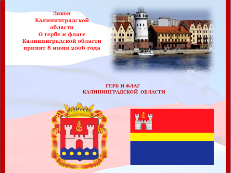 Закон
Калининградской
области
О гербе и флаге
Калининградской области
принят 8 июня 2006 года
ГЕРБ И ФЛАГ
КАЛИНИНГРАДСКОЙ ОБЛАСТИ